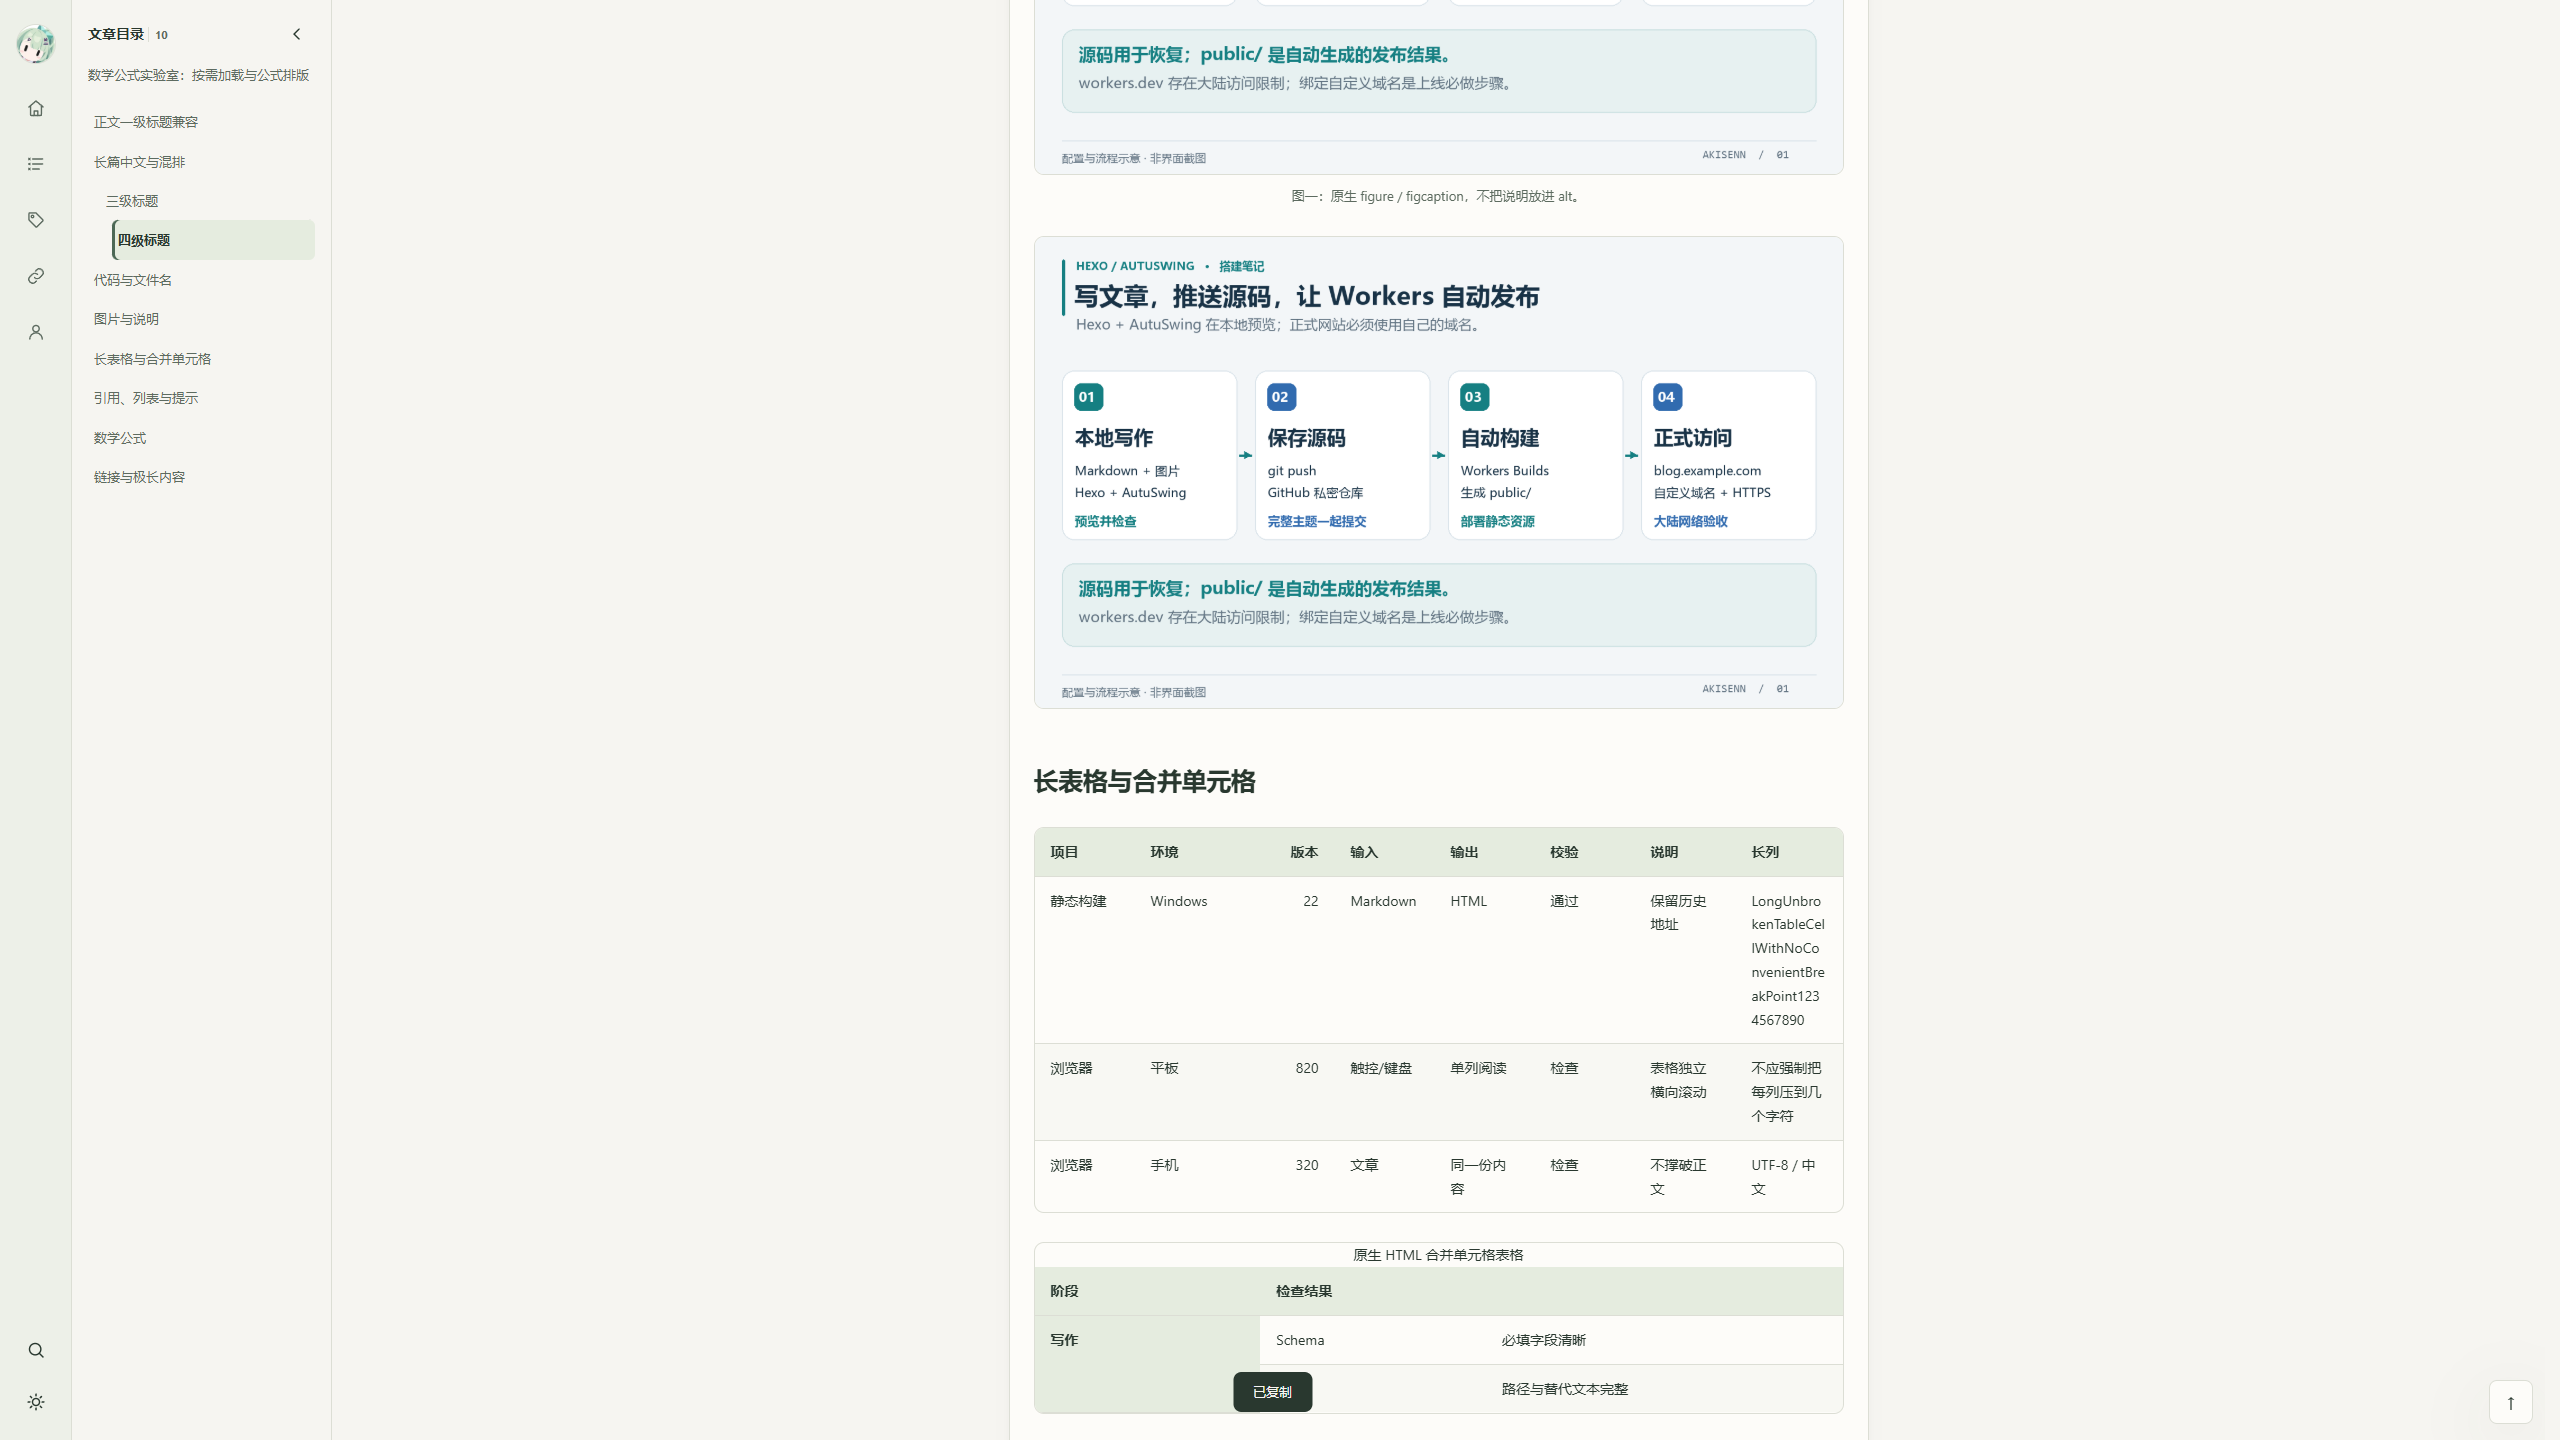 文章目录 10
数学公式实验室：按需加载与公式排版
正文一级标题兼容
长篇中文与混排
三级标题
四级标题
代码与文件名
图片与说明
长表格与合并单元格
引用、列表与提示
数学公式
链接与极长内容
源码用于恢复；public/ 是自动生成的发布结果。
workers.dev 存在大陆访问限制；绑定自定义域名是上线必做步骤。
配置与流程示意 · 非界面截图
AKISENN / 01
图一：原生 figure / figcaption，不把说明放进 alt。
HEXO / AUTUSWING • 搭建笔记
写文章，推送源码，让 Workers 自动发布
Hexo + AutuSwing 在本地预览；正式网站必须使用自己的域名。
01
本地写作
Markdown + 图片
Hexo + AutuSwing
预览并检查
02
保存源码
git push
GitHub 私密仓库
完整主题一起提交
03
自动构建
Workers Builds
生成 public/
部署静态资源
04
正式访问
blog.example.com
自定义域名 + HTTPS
大陆网络验收
源码用于恢复；public/ 是自动生成的发布结果。
workers.dev 存在大陆访问限制；绑定自定义域名是上线必做步骤。
配置与流程示意 · 非界面截图
AKISENN / 01
长表格与合并单元格
项目 环境 版本 输入 输出 校验 说明 长列
静态构建 Windows 22 Markdown HTML 通过 保留历史 LongUnbro
地址 kenTableCel
lWithNoCo
nvenientBre
akPoint123
4567890
浏览器 平板 820 触控/键盘 单列阅读 检查 表格独立 不应强制把
横向滚动 每列压到几
个字符
浏览器 手机 320 文章 同一份内 检查 不撑破正 UTF-8 / 中
容 文 文
原生 HTML 合并单元格表格
阶段 检查结果
写作 Schema 必填字段清晰
已复制 路径与替代文本完整
↑